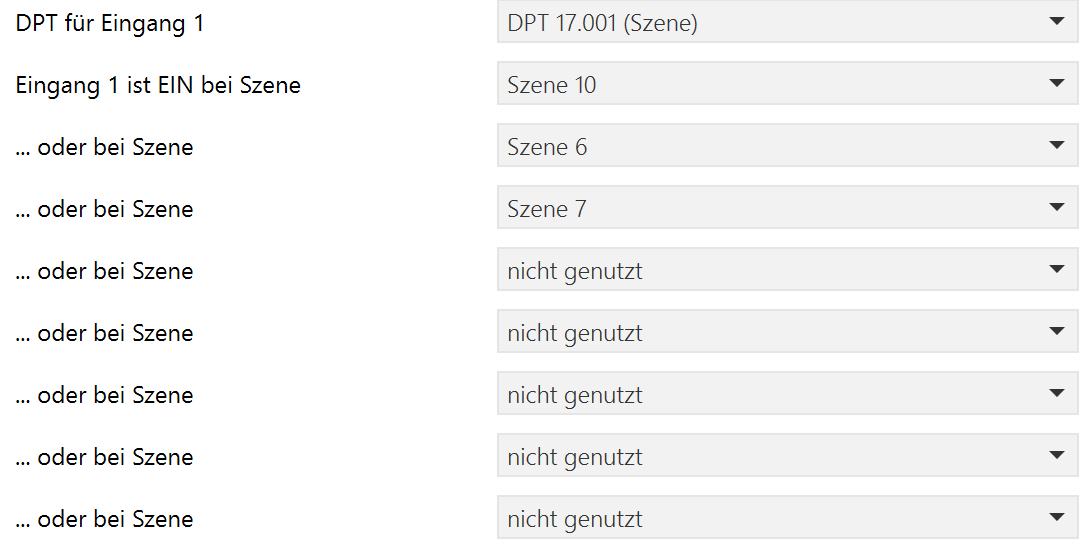 DPT für Eingang 1 DPT 17.001 (Szene)
Eingang 1 ist EIN bei Szene Szene 10
... oder bei Szene Szene 6
... oder bei Szene Szene 7
... oder bei Szene nicht genutzt
... oder bei Szene nicht genutzt
... oder bei Szene nicht genutzt
... oder bei Szene nicht genutzt
... oder bei Szene nicht genutzt